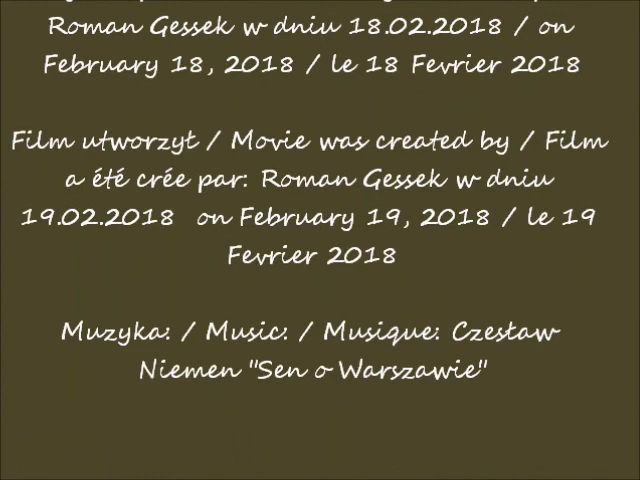 Roman Gessek w dniu 18.02.2018 / on
February 18, 2018 / le 18 Fevrier 2018
Film utworzył / Movie was created by / Film
a été crée par: Roman Gessek w dniu
19.02.2018 on February 19, 2018 / le 19
Fevrier 2018
Muzyka: / Music: / Musique: Czesław
Niemen "Sen o Warszawie"